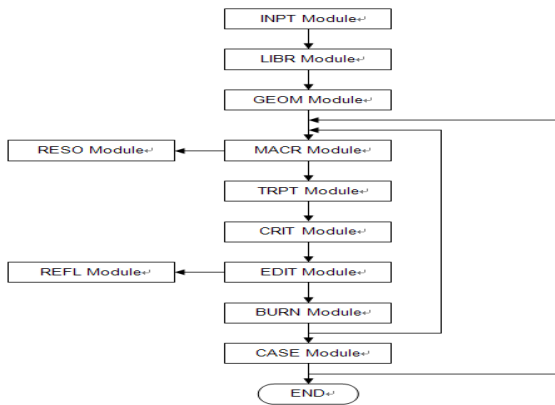 INPT Module↵
LIBR Module↵
GEOM Module↵
RESO Module↵
MACR Module↵
TRPT Module↵
CRIT Module↵
REFL Module↵
EDIT Module↵
BURN Module↵
CASE Module↵
END↵